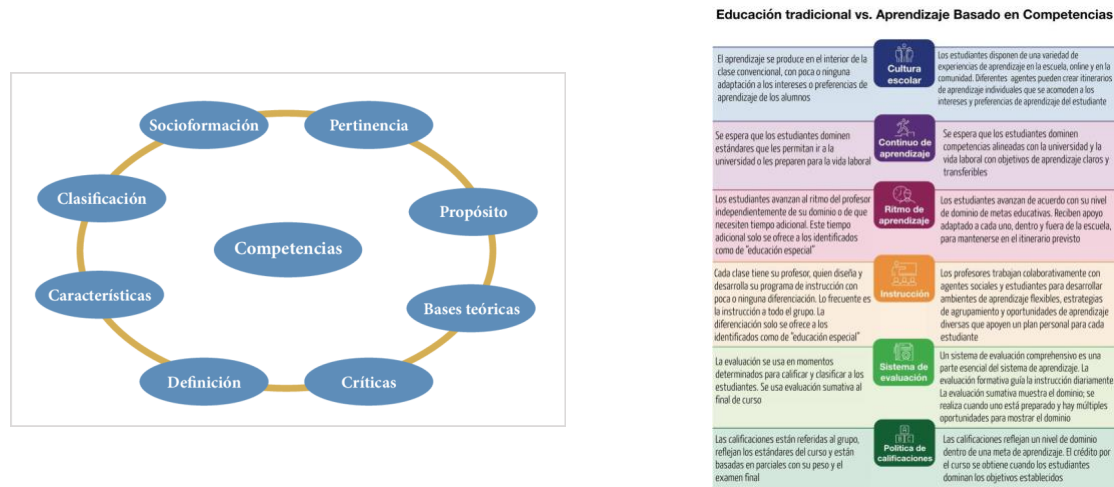 Socioformación
Pertinencia
Clasificación
Propósito
Competencias
Características
Bases teóricas
Definición
Críticas
Educación tradicional vs. Aprendizaje Basado en Competencias
El aprendizaje se produce en el interior de la
clase convencional, con poca o ninguna
adaptación a los intereses o preferencias de
aprendizaje de los alumnos
Cultura
escolar
Los estudiantes disponen de una variedad de
experiencias de aprendizaje en la escuela, online y en la
comunidad. Diferentes agentes pueden crear itinerarios
de aprendizaje individuales que se acomoden a los
intereses y preferencias de aprendizaje del estudiante
Se espera que los estudiantes dominen
estándares que les permitan ir a la
universidad o les preparen para la vida laboral
Continuo de
aprendizaje
Se espera que los estudiantes dominen
competencias alineadas con la universidad y la
vida laboral con objetivos de aprendizaje claros y
transferibles
Los estudiantes avanzan al ritmo del profesor
independientemente de su dominio o de que
necesiten tiempo adicional. Este tiempo
adicional solo se ofrece a los identificados
como de "educación especial"
Ritmo de
aprendizaje
Los estudiantes avanzan de acuerdo con su nivel
de dominio de metas educativas. Reciben apoyo
adaptado a cada uno, dentro y fuera de la escuela,
para mantenerse en el itinerario previsto
Cada clase tiene su profesor, quien diseña y
desarrolla su programa de instrucción con
poca o ninguna diferenciación. Lo frecuente es
la instrucción a todo el grupo. La
diferenciación solo se ofrece a los
identificados como de "educación especial"
Instrucción
Los profesores trabajan colaborativamente con
agentes sociales y estudiantes para desarrollar
ambientes de aprendizaje flexibles, estrategias
de agrupamiento y oportunidades de aprendizaje
diversas que apoyen un plan personal para cada
estudiante
La evaluación se usa en momentos
determinados para calificar y clasificar a los
estudiantes. Se usa evaluación sumativa al
final de curso
Sistema de
evaluación
Un sistema de evaluación comprehensivo es una
parte esencial del sistema de aprendizaje. La
evaluación formativa guía la instrucción diariamente.
La evaluación sumativa muestra el dominio; se
realiza cuando uno está preparado y hay múltiples
oportunidades para mostrar el dominio
Las calificaciones están referidas al grupo,
reflejan los estándares del curso y están
basadas en parciales con su peso y el
examen final
Política de
calificaciones
Las calificaciones reflejan un nivel de dominio
dentro de una meta de aprendizaje. El crédito por
el curso se obtiene cuando los estudiantes
dominan los objetivos establecidos